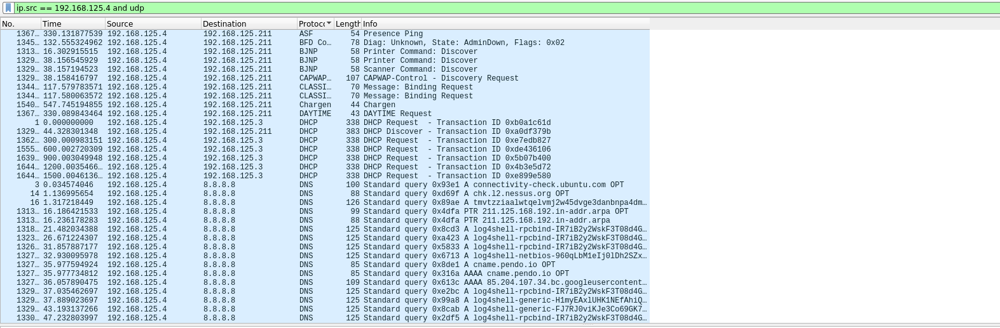 ip.src == 192.168.125.4 and udp
No. Time Source Destination Protocc Length Info
1367… 330.131877539 192.168.125.4 192.168.125.211 ASF 54 Presence Ping
1345… 132.555324962 192.168.125.4 192.168.125.211 BFD Co… 78 Diag: Unknown, State: AdminDown, Flags: 0x02
1313… 16.302915515 192.168.125.4 192.168.125.211 BJNP 58 Printer Command: Discover
1329… 38.156545929 192.168.125.4 192.168.125.211 BJNP 58 Printer Command: Discover
1329… 38.157194523 192.168.125.4 192.168.125.211 BJNP 58 Scanner Command: Discover
1329… 38.158416797 192.168.125.4 192.168.125.211 CAPWAP… 107 CAPWAP-Control - Discovery Request
1344… 117.579783571 192.168.125.4 192.168.125.211 CLASSI… 70 Message: Binding Request
1344… 117.580063572 192.168.125.4 192.168.125.211 CLASSI… 70 Message: Binding Request
1540… 547.745194855 192.168.125.4 192.168.125.211 Chargen 44 Chargen
1367… 330.089843464 192.168.125.4 192.168.125.211 DAYTIME 43 DAYTIME Request
1 0.000000000 192.168.125.4 192.168.125.3 DHCP 338 DHCP Request - Transaction ID 0xb0a1c61d
1329… 44.328301348 192.168.125.4 192.168.125.211 DHCP 383 DHCP Discover - Transaction ID 0xa0df379b
1362… 300.000983151 192.168.125.4 192.168.125.3 DHCP 338 DHCP Request - Transaction ID 0xe7edb827
1555… 600.002720309 192.168.125.4 192.168.125.3 DHCP 338 DHCP Request - Transaction ID 0xde436106
1639… 900.003049948 192.168.125.4 192.168.125.3 DHCP 338 DHCP Request - Transaction ID 0x5b07b400
1644… 1200.0035466… 192.168.125.4 192.168.125.3 DHCP 338 DHCP Request - Transaction ID 0x4b3e5d72
1644… 1500.0046136… 192.168.125.4 192.168.125.3 DHCP 338 DHCP Request - Transaction ID 0xe899e580
3 0.034574046 192.168.125.4 8.8.8.8 DNS 100 Standard query 0x93e1 A connectivity-check.ubuntu.com OPT
14 1.136995654 192.168.125.4 8.8.8.8 DNS 88 Standard query 0xd69f A chk.l2.nessus.org OPT
16 1.317218449 192.168.125.4 8.8.8.8 DNS 126 Standard query 0x89ae A tmvtzziaalwtqelvmj2w45dvge3danbnpa4dm…
1313… 16.186421533 192.168.125.4 8.8.8.8 DNS 99 Standard query 0x4dfa PTR 211.125.168.192.in-addr.arpa OPT
1313… 16.236178283 192.168.125.4 8.8.8.8 DNS 88 Standard query 0x4dfa PTR 211.125.168.192.in-addr.arpa
1318… 21.482034388 192.168.125.4 8.8.8.8 DNS 125 Standard query 0x8cd3 A log4shell-rpcbind-IR7iB2y2WskF3T08d4G…
1323… 26.671224307 192.168.125.4 8.8.8.8 DNS 125 Standard query 0xa423 A log4shell-rpcbind-IR7iB2y2WskF3T08d4G…
1326… 31.857887177 192.168.125.4 8.8.8.8 DNS 125 Standard query 0x5833 A log4shell-rpcbind-IR7iB2y2WskF3T08d4G…
1327… 32.930095978 192.168.125.4 8.8.8.8 DNS 125 Standard query 0x6713 A log4shell-netbios-960qLbM1eIj0lDh2SZx…
1327… 35.977594924 192.168.125.4 8.8.8.8 DNS 85 Standard query 0x8de1 A cname.pendo.io OPT
1327… 35.977734812 192.168.125.4 8.8.8.8 DNS 85 Standard query 0x316a AAAA cname.pendo.io OPT
1327… 36.057890475 192.168.125.4 8.8.8.8 DNS 109 Standard query 0x613c AAAA 85.204.107.34.bc.googleusercontent…
1329… 37.035462697 192.168.125.4 8.8.8.8 DNS 125 Standard query 0xe2bc A log4shell-rpcbind-IR7iB2y2WskF3T08d4G…
1329… 37.889023697 192.168.125.4 8.8.8.8 DNS 125 Standard query 0x99a8 A log4shell-generic-H1myEAxlUHK1NEfAhiQ…
1329… 43.193137266 192.168.125.4 8.8.8.8 DNS 125 Standard query 0x8cab A log4shell-generic-FJ7RJ0viKJe3Co69GK7…
1330… 47.232803997 192.168.125.4 8.8.8.8 DNS 125 Standard query 0x2df5 A log4shell-rpcbind-IR7iB2y2WskF3T08d4G…